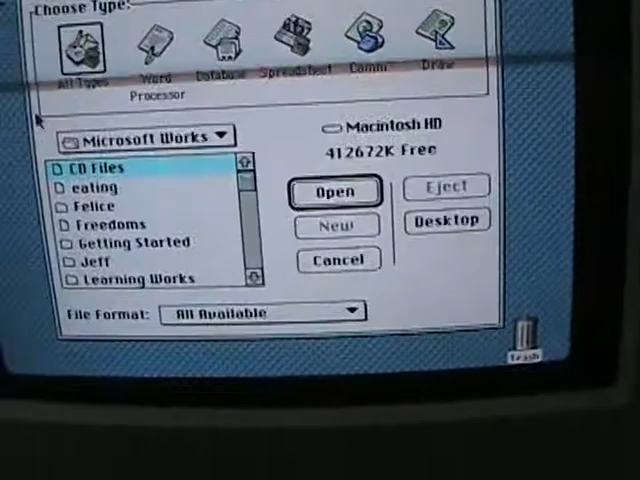 Choose Type:
All Types
Word
Processor
Database
Spreadsheet
Comm
Draw
Microsoft Works
Macintosh HD
412672K Free
CD Files
eating
Felice
Freedoms
Getting Started
Jeff
Learning Works
Open
Eject
New
Desktop
Cancel
File Format:
All Available
Trash